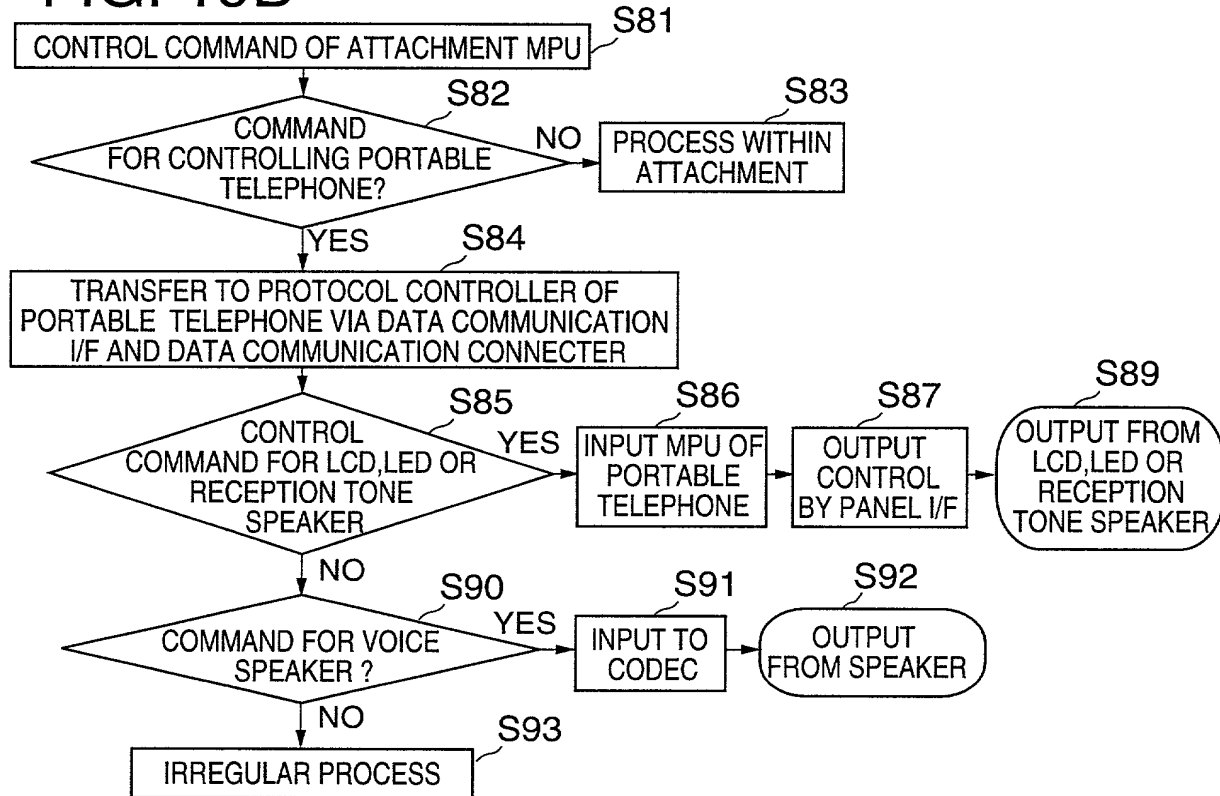 S81
CONTROL COMMAND OF ATTACHMENT MPU
S82
COMMAND
FOR CONTROLLING PORTABLE
TELEPHONE?
NO
S83
PROCESS WITHIN
ATTACHMENT
YES
S84
TRANSFER TO PROTOCOL CONTROLLER OF
PORTABLE TELEPHONE VIA DATA COMMUNICATION
I/F AND DATA COMMUNICATION CONNECTER
S85
CONTROL
COMMAND FOR LCD,LED OR
RECEPTION TONE
SPEAKER
YES
S86
INPUT MPU OF
PORTABLE
TELEPHONE
S87
OUTPUT
CONTROL
BY PANEL I/F
S89
OUTPUT FROM
LCD,LED OR
RECEPTION
TONE SPEAKER
NO
S90
COMMAND FOR VOICE
SPEAKER ?
YES
S91
INPUT TO
CODEC
S92
OUTPUT
FROM SPEAKER
NO
S93
IRREGULAR PROCESS